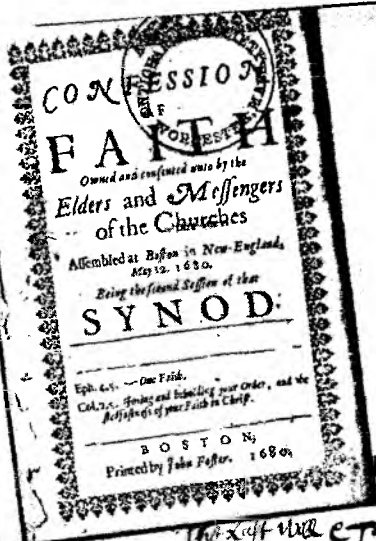 CONFESSION
OF
FAITH
Owned and conſented unto by the
Elders and Meſſengers
of the Churches
Aſſembled at Boſton in New-England,
May 12. 1680.
Being the ſecond Seſſion of that
SYNOD.
Eph. 4.5. — One Faith.
Col. 2.5. Joying and beholding your Order, and the
ſtedfaſtneſs of your Faith in Chriſt.
BOSTON;
Printed by John Foſter. 1680.
WORCESTER